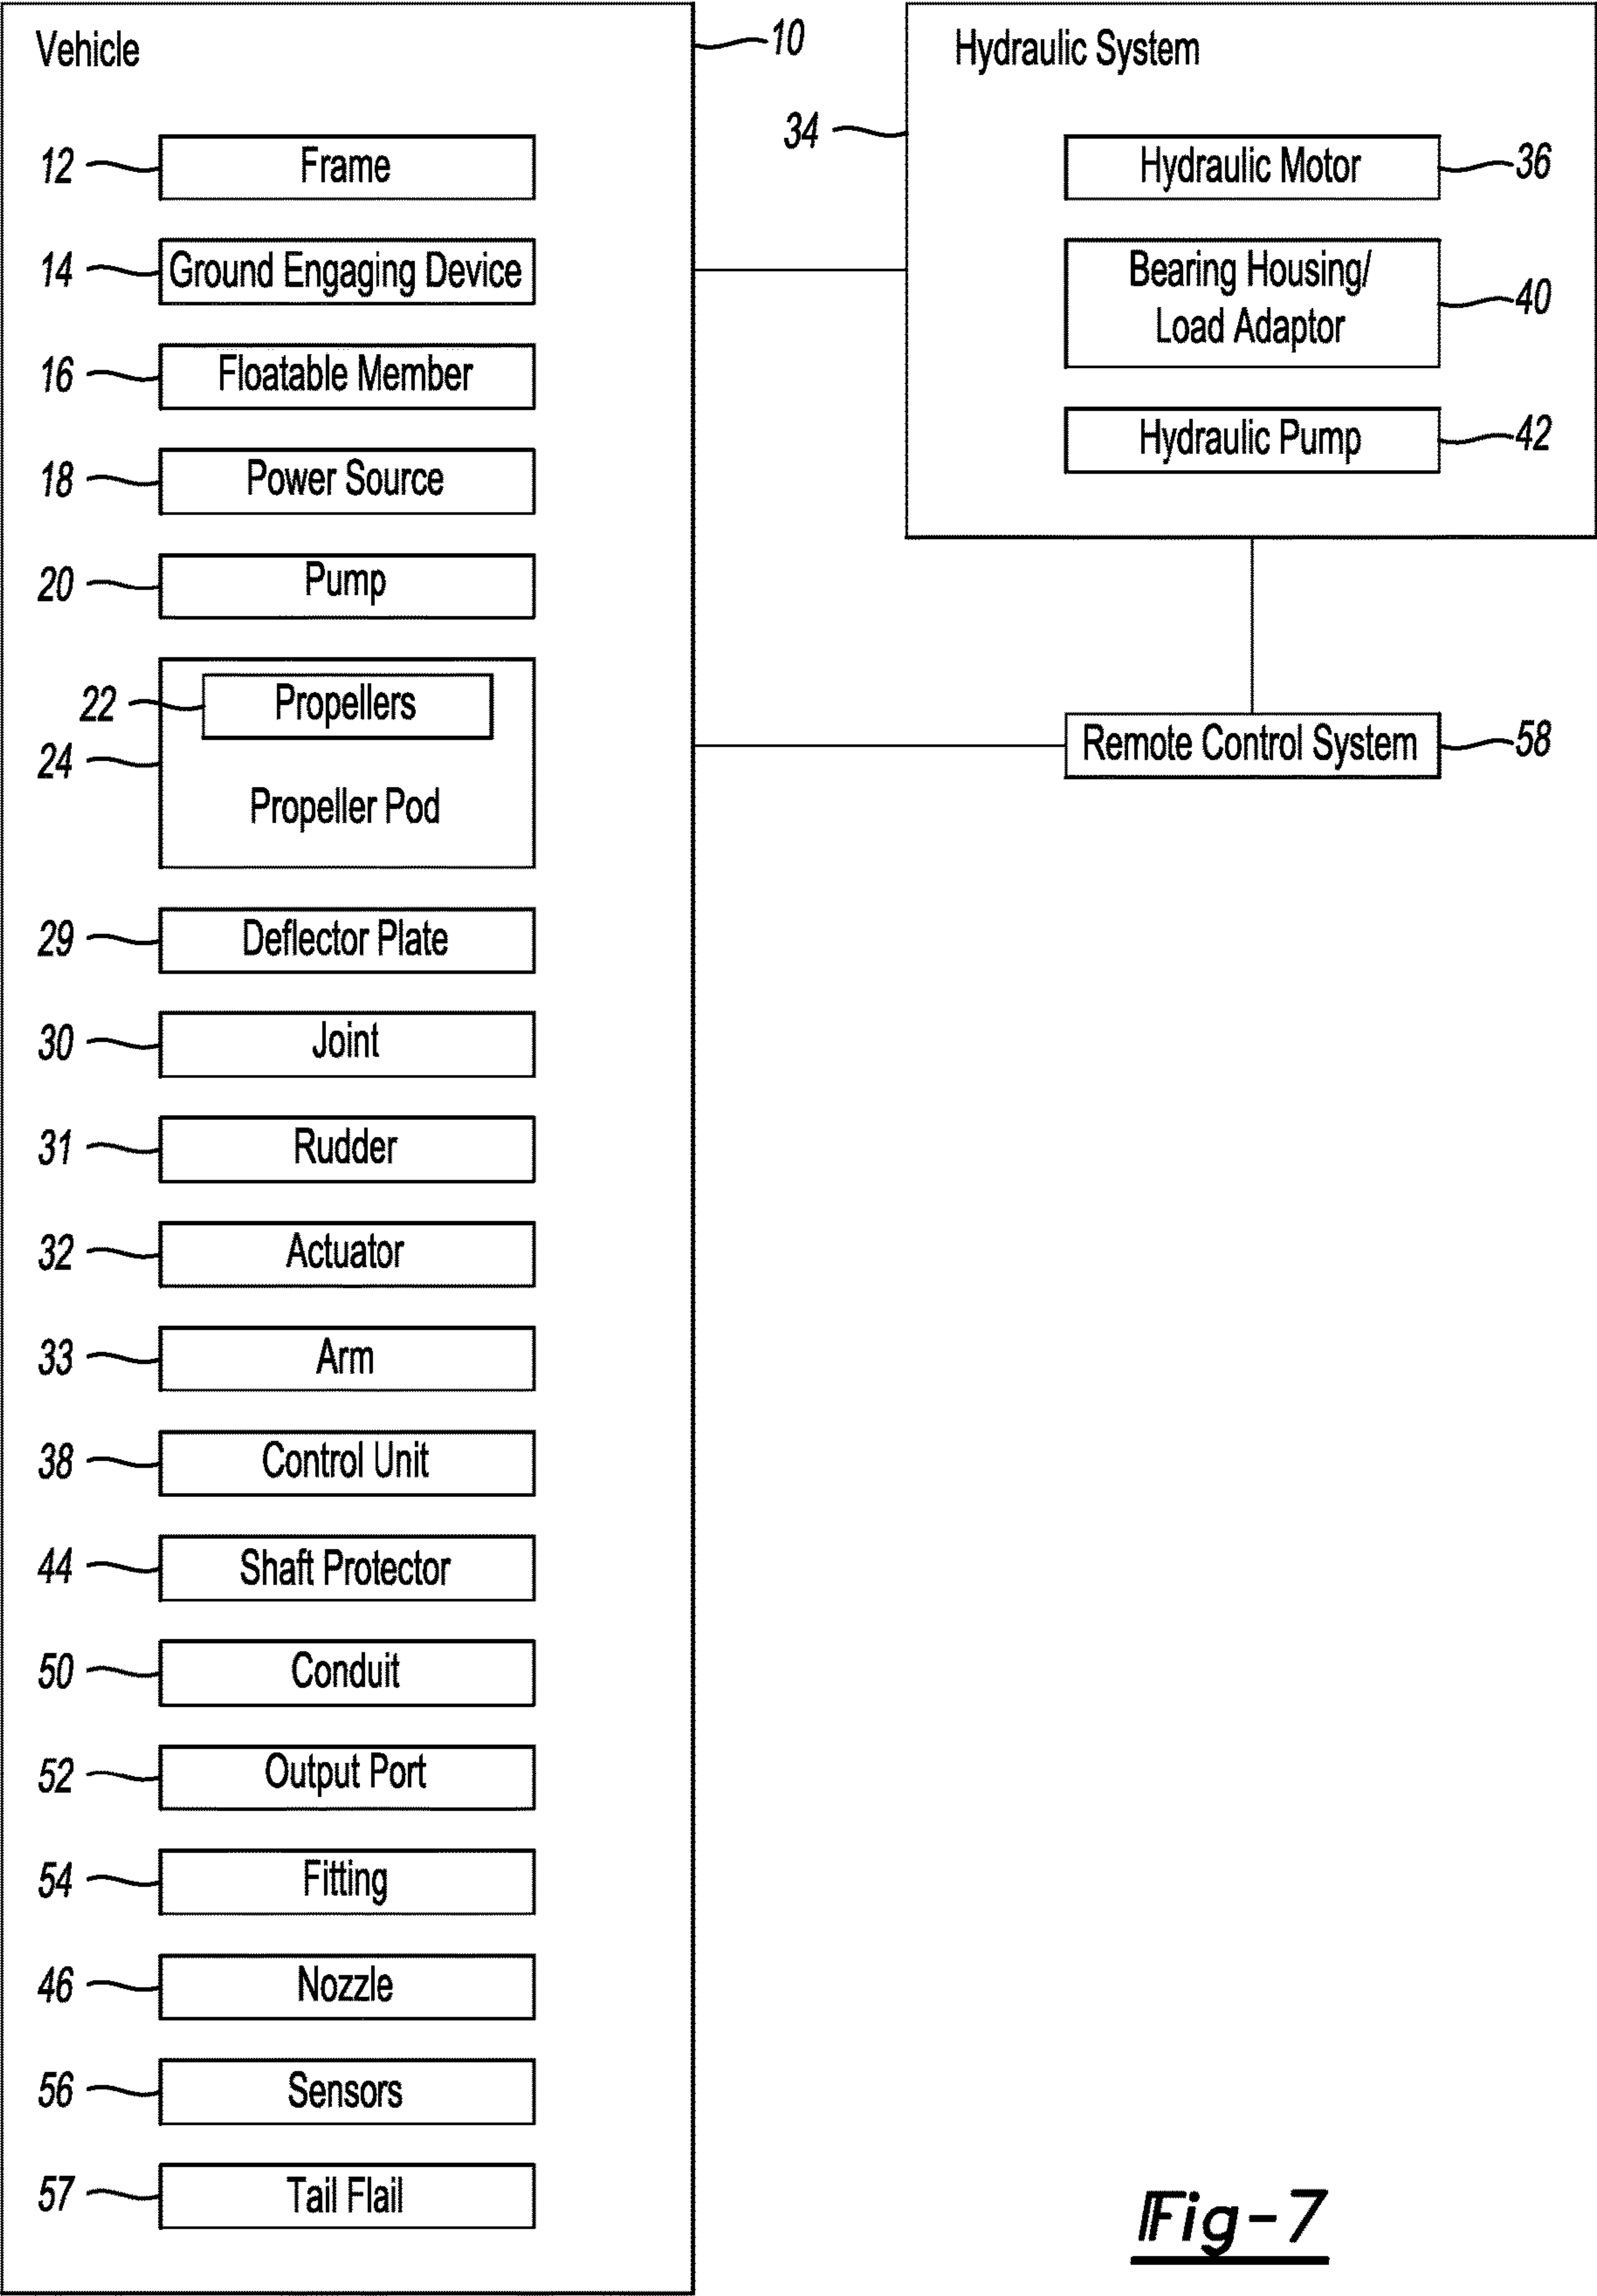 Vehicle
10
12 Frame
14 Ground Engaging Device
16 Floatable Member
18 Power Source
20 Pump
22 Propellers
24
Propeller Pod
29 Deflector Plate
30 Joint
31 Rudder
32 Actuator
33 Arm
38 Control Unit
44 Shaft Protector
50 Conduit
52 Output Port
54 Fitting
46 Nozzle
56 Sensors
57 Tail Flail
Hydraulic System
34
Hydraulic Motor 36
Bearing Housing/
Load Adaptor
40
Hydraulic Pump 42
Remote Control System 58
Fig-7